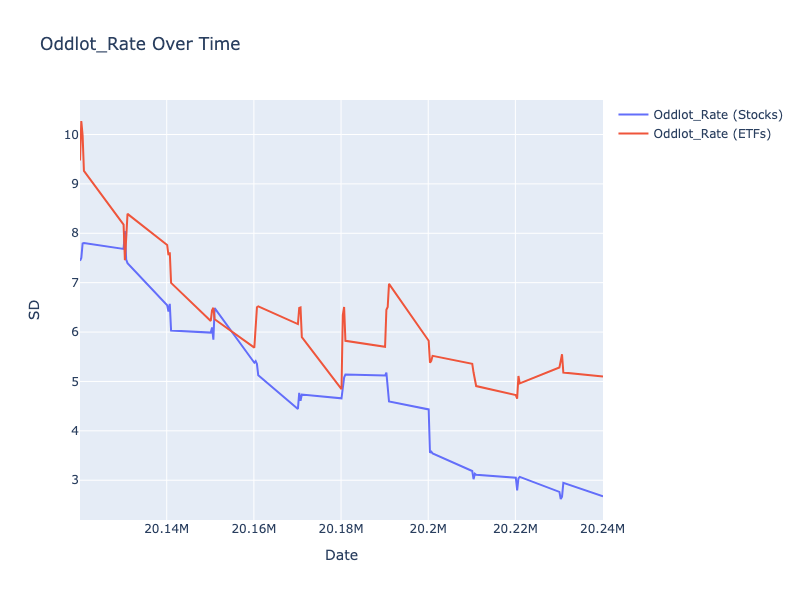 Oddlot_Rate Over Time
Oddlot_Rate (Stocks)
Oddlot_Rate (ETFs)
10
9
8
7
6
5
4
3
SD
20.14M
20.16M
20.18M
20.2M
20.22M
20.24M
Date